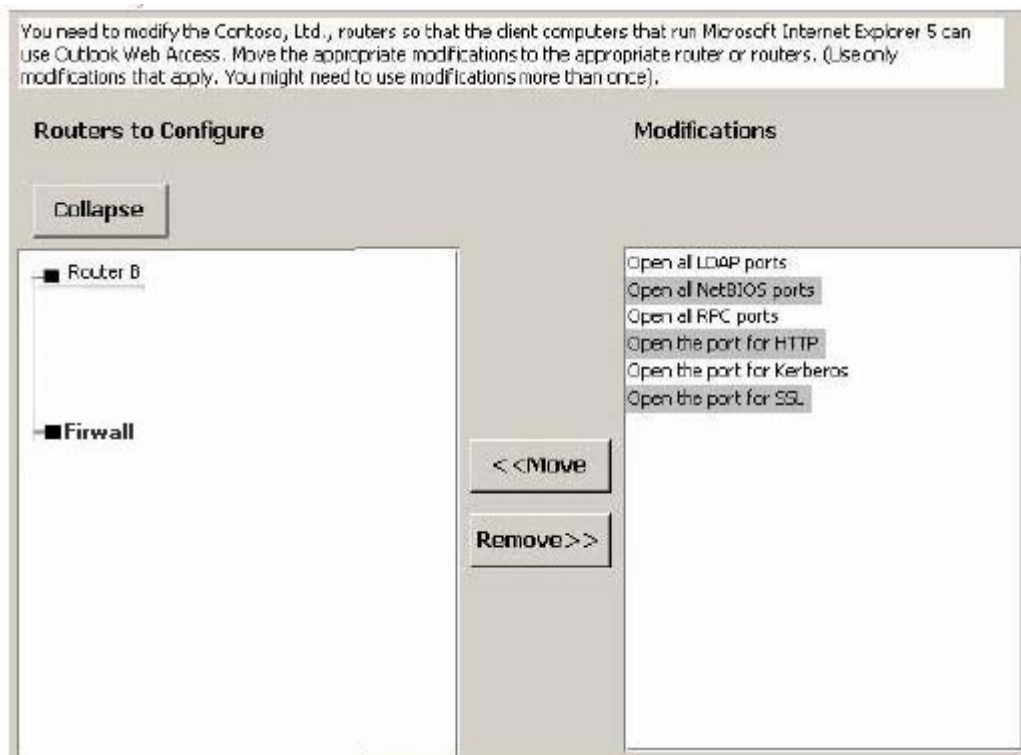 You need to modify the Contoso, Ltd., routers so that the client computers that run Microsoft Internet Explorer 5 can
use Outlook Web Access. Move the appropriate modifications to the appropriate router or routers. (Use only
modifications that apply. You might need to use modifications more than once).
Routers to Configure
Modifications
Collapse
Router B
Firwall
Open all LDAP ports
Open all NetBIOS ports
Open all RPC ports
Open the port for HTTP
Open the port for Kerberos
Open the port for SSL
<<Move
Remove>>